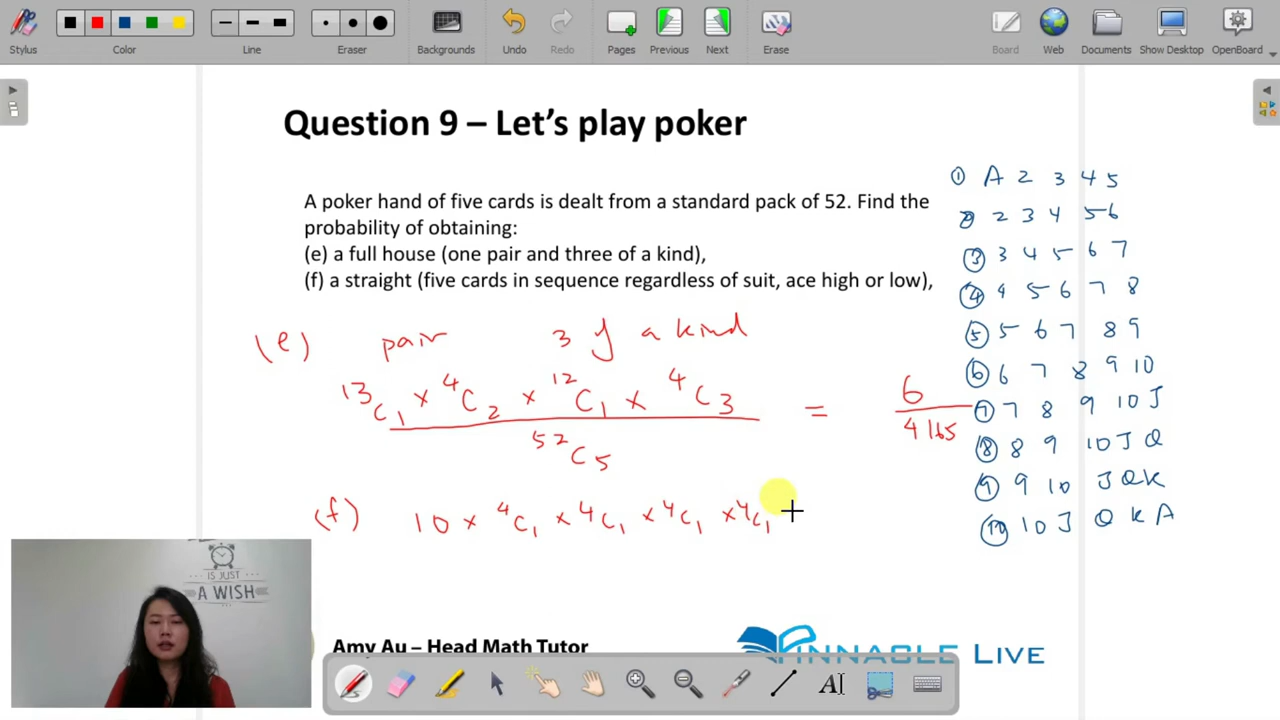 Stylus Color Line Eraser Backgrounds Undo Redo Pages Previous Next Erase Board Web Documents Show Desktop OpenBoard
Question 9 – Let's play poker
A poker hand of five cards is dealt from a standard pack of 52. Find the
probability of obtaining:
(e) a full house (one pair and three of a kind),
(f) a straight (five cards in sequence regardless of suit, ace high or low),
① A 2 3 4 5
② 2 3 4 5 6
③ 3 4 5 6 7
④ 4 5 6 7 8
⑤ 5 6 7 8 9
⑥ 6 7 8 9 10
⑦ 7 8 9 10 J
⑧ 8 9 10 J Q
⑨ 9 10 J Q K
⑩ 10 J Q K A
(e) pair 3 of a kind
¹³C₁ × ⁴C₂ × ¹²C₁ × ⁴C₃ = 6
⁵²C₅ 4165
(f) 10 × ⁴C₁ × ⁴C₁ × ⁴C₁ × ⁴C₁
IS JUST
A WISH
Amy Au – Head Math Tutor
PINNACLE LIVE